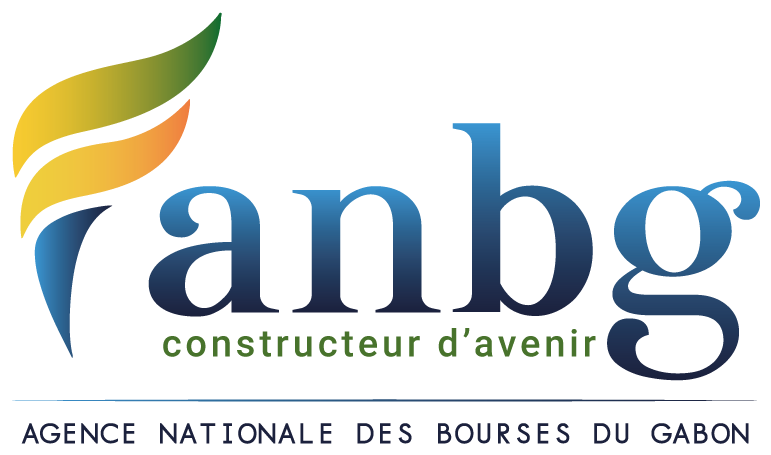 anbg
constructeur d'avenir
AGENCE NATIONALE DES BOURSES DU GABON